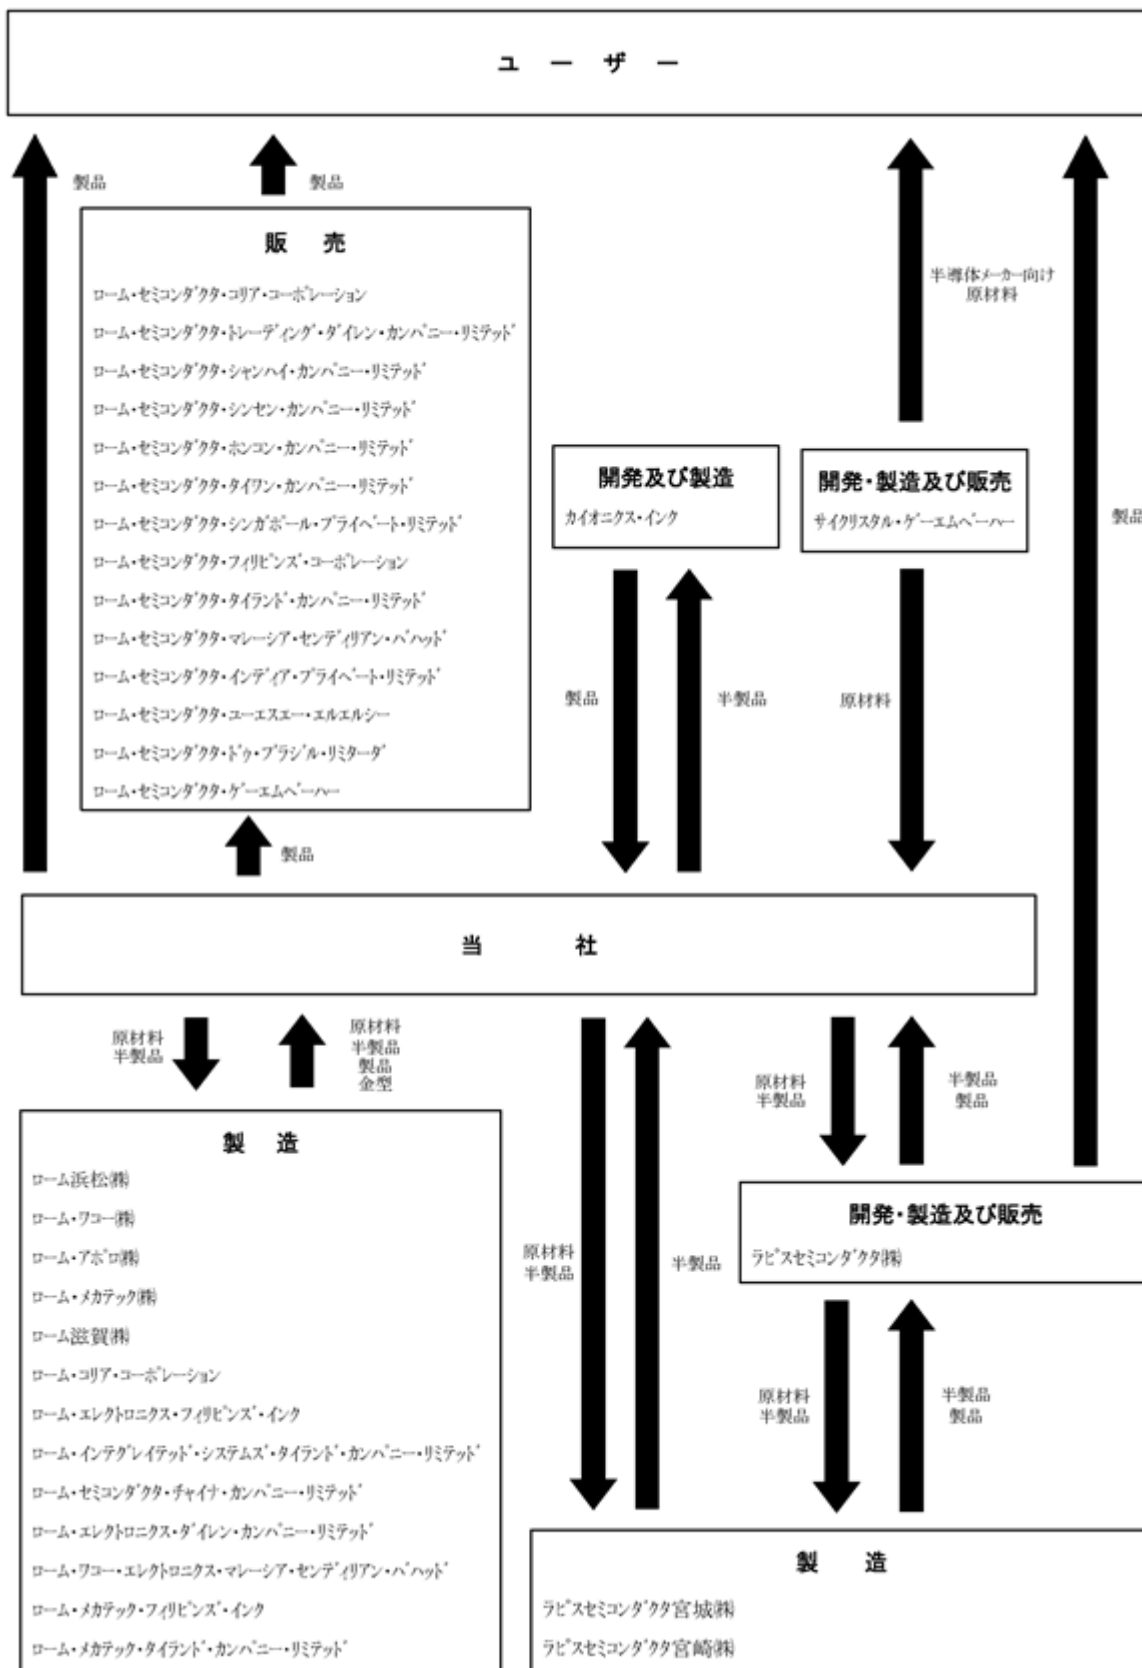 ユーザー
製品
製品
販売
ローム・セミコンダクタ・コリア・コーポレーション
ローム・セミコンダクタ・トレーディング・ダイレン・カンパニー・リミテッド
ローム・セミコンダクタ・シャンハイ・カンパニー・リミテッド
ローム・セミコンダクタ・シンセン・カンパニー・リミテッド
ローム・セミコンダクタ・ホンコン・カンパニー・リミテッド
ローム・セミコンダクタ・タイワン・カンパニー・リミテッド
ローム・セミコンダクタ・シンガポール・プライベート・リミテッド
ローム・セミコンダクタ・フィリピンズ・コーポレーション
ローム・セミコンダクタ・タイランド・カンパニー・リミテッド
ローム・セミコンダクタ・マレーシア・センディリアン・バハッド
ローム・セミコンダクタ・インディア・プライベート・リミテッド
ローム・セミコンダクタ・ユーエスエー・エルエルシー
ローム・セミコンダクタ・ドゥ・ブラジル・リミターダ
ローム・セミコンダクタ・ゲーエムベーハー
製品
半導体メーカー向け
原材料
開発及び製造
カイオニクス・インク
開発・製造及び販売
サイクリスタル・ゲーエムベーハー
製品
製品
半製品
原材料
当社
原材料
半製品
原材料
半製品
製品
金型
製造
ローム浜松㈱
ローム・ワコー㈱
ローム・アポロ㈱
ローム・メカテック㈱
ローム滋賀㈱
ローム・コリア・コーポレーション
ローム・エレクトロニクス・フィリピンズ・インク
ローム・インテグレイテッド・システムズ・タイランド・カンパニー・リミテッド
ローム・セミコンダクタ・チャイナ・カンパニー・リミテッド
ローム・エレクトロニクス・ダイレン・カンパニー・リミテッド
ローム・ワコー・エレクトロニクス・マレーシア・センディリアン・バハッド
ローム・メカテック・フィリピンズ・インク
ローム・メカテック・タイランド・カンパニー・リミテッド
原材料
半製品
半製品
原材料
半製品
半製品
製品
開発・製造及び販売
ラピスセミコンダクタ㈱
原材料
半製品
半製品
製品
製造
ラピスセミコンダクタ宮城㈱
ラピスセミコンダクタ宮崎㈱